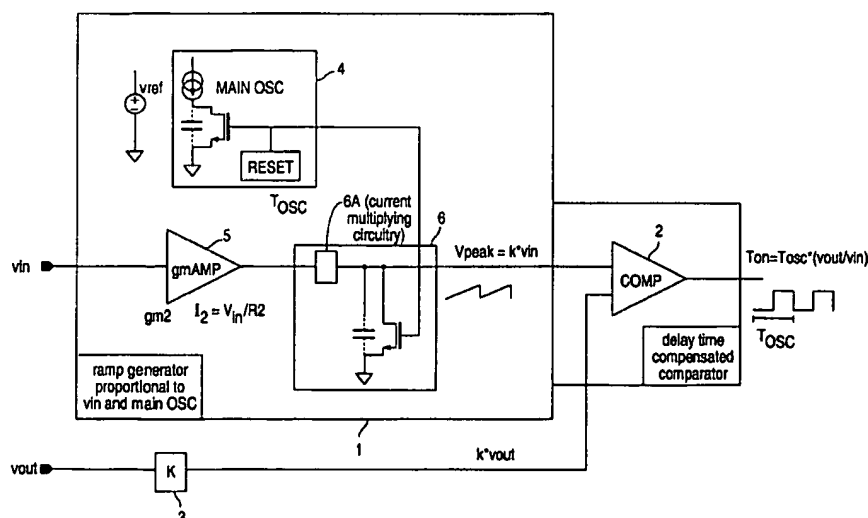 4
vref
MAIN OSC
RESET
TOSC
6A (current
multiplying
circuitry)
6
5
vin
gmAMP
gm2
I2 = Vin/R2
Vpeak = k*vin
2
COMP
Ton=Tosc*(vout/vin)
TOSC
ramp generator
proportional to
vin and main OSC
delay time
compensated
comparator
1
vout
K
k*vout
3